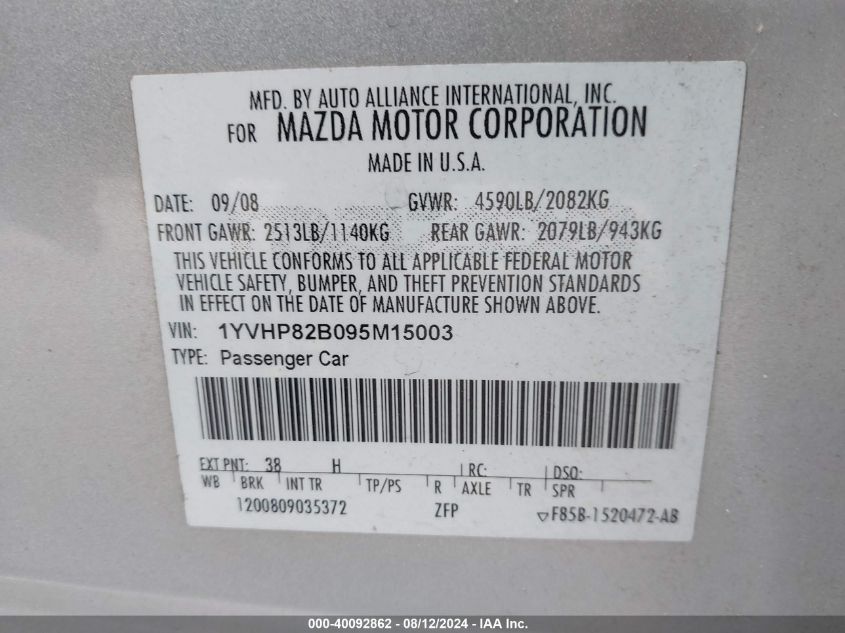 MFD. BY AUTO ALLIANCE INTERNATIONAL, INC.
FOR MAZDA MOTOR CORPORATION
MADE IN U.S.A.
DATE: 09/08 GVWR: 4590LB/2082KG
FRONT GAWR: 2513LB/1140KG REAR GAWR: 2079LB/943KG
THIS VEHICLE CONFORMS TO ALL APPLICABLE FEDERAL MOTOR
VEHICLE SAFETY, BUMPER, AND THEFT PREVENTION STANDARDS
IN EFFECT ON THE DATE OF MANUFACTURE SHOWN ABOVE.
VIN: 1YVHP82B095M15003
TYPE: Passenger Car
EXT PNT: 38 H RC: DSO:
WB BRK INT TR TP/PS R AXLE TR SPR
1200809035372 ZFP ▽F85B-1520472-AB
000-40092862 - 08/12/2024 - IAA Inc.